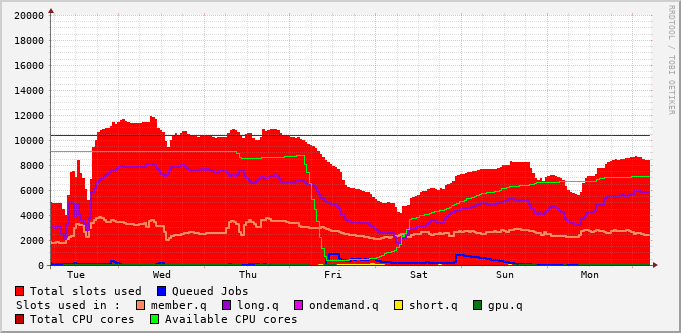 RRDTOOL / TOBI OETIKER
20000
18000
16000
14000
12000
10000
8000
6000
4000
2000
0
Tue Wed Thu Fri Sat Sun Mon
Total slots used Queued Jobs
Slots used in : member.q long.q ondemand.q short.q gpu.q
Total CPU cores Available CPU cores